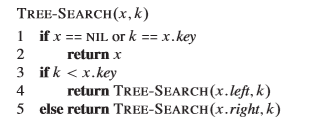 TREE-SEARCH(x, k)
1 if x == NIL or k == x.key
2 return x
3 if k < x.key
4 return TREE-SEARCH(x.left, k)
5 else return TREE-SEARCH(x.right, k)